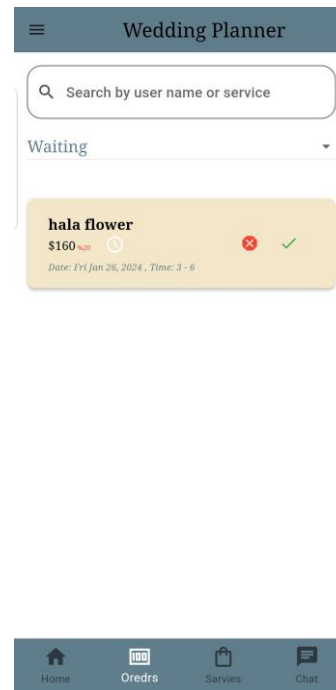 Wedding Planner
Search by user name or service
Waiting
hala flower
$160 %20
Date: Fri Jan 26, 2024 , Time: 3 - 6
Home Oredrs Sarvies Chat